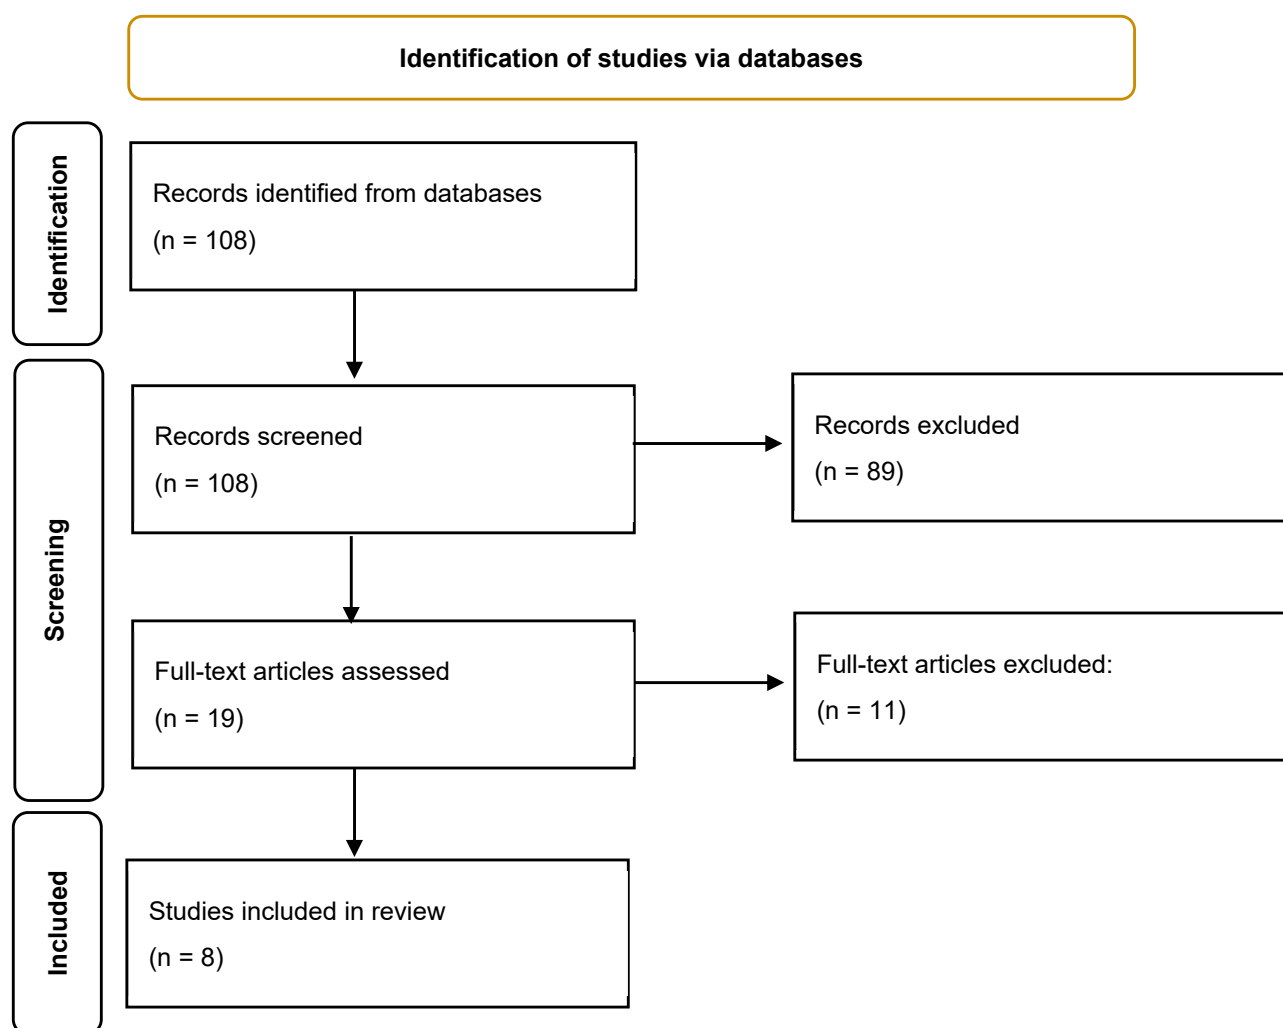 Identification of studies via databases
Identification
Records identified from databases
(n = 108)
Screening
Records screened
(n = 108)
Records excluded
(n = 89)
Full-text articles assessed
(n = 19)
Full-text articles excluded:
(n = 11)
Included
Studies included in review
(n = 8)